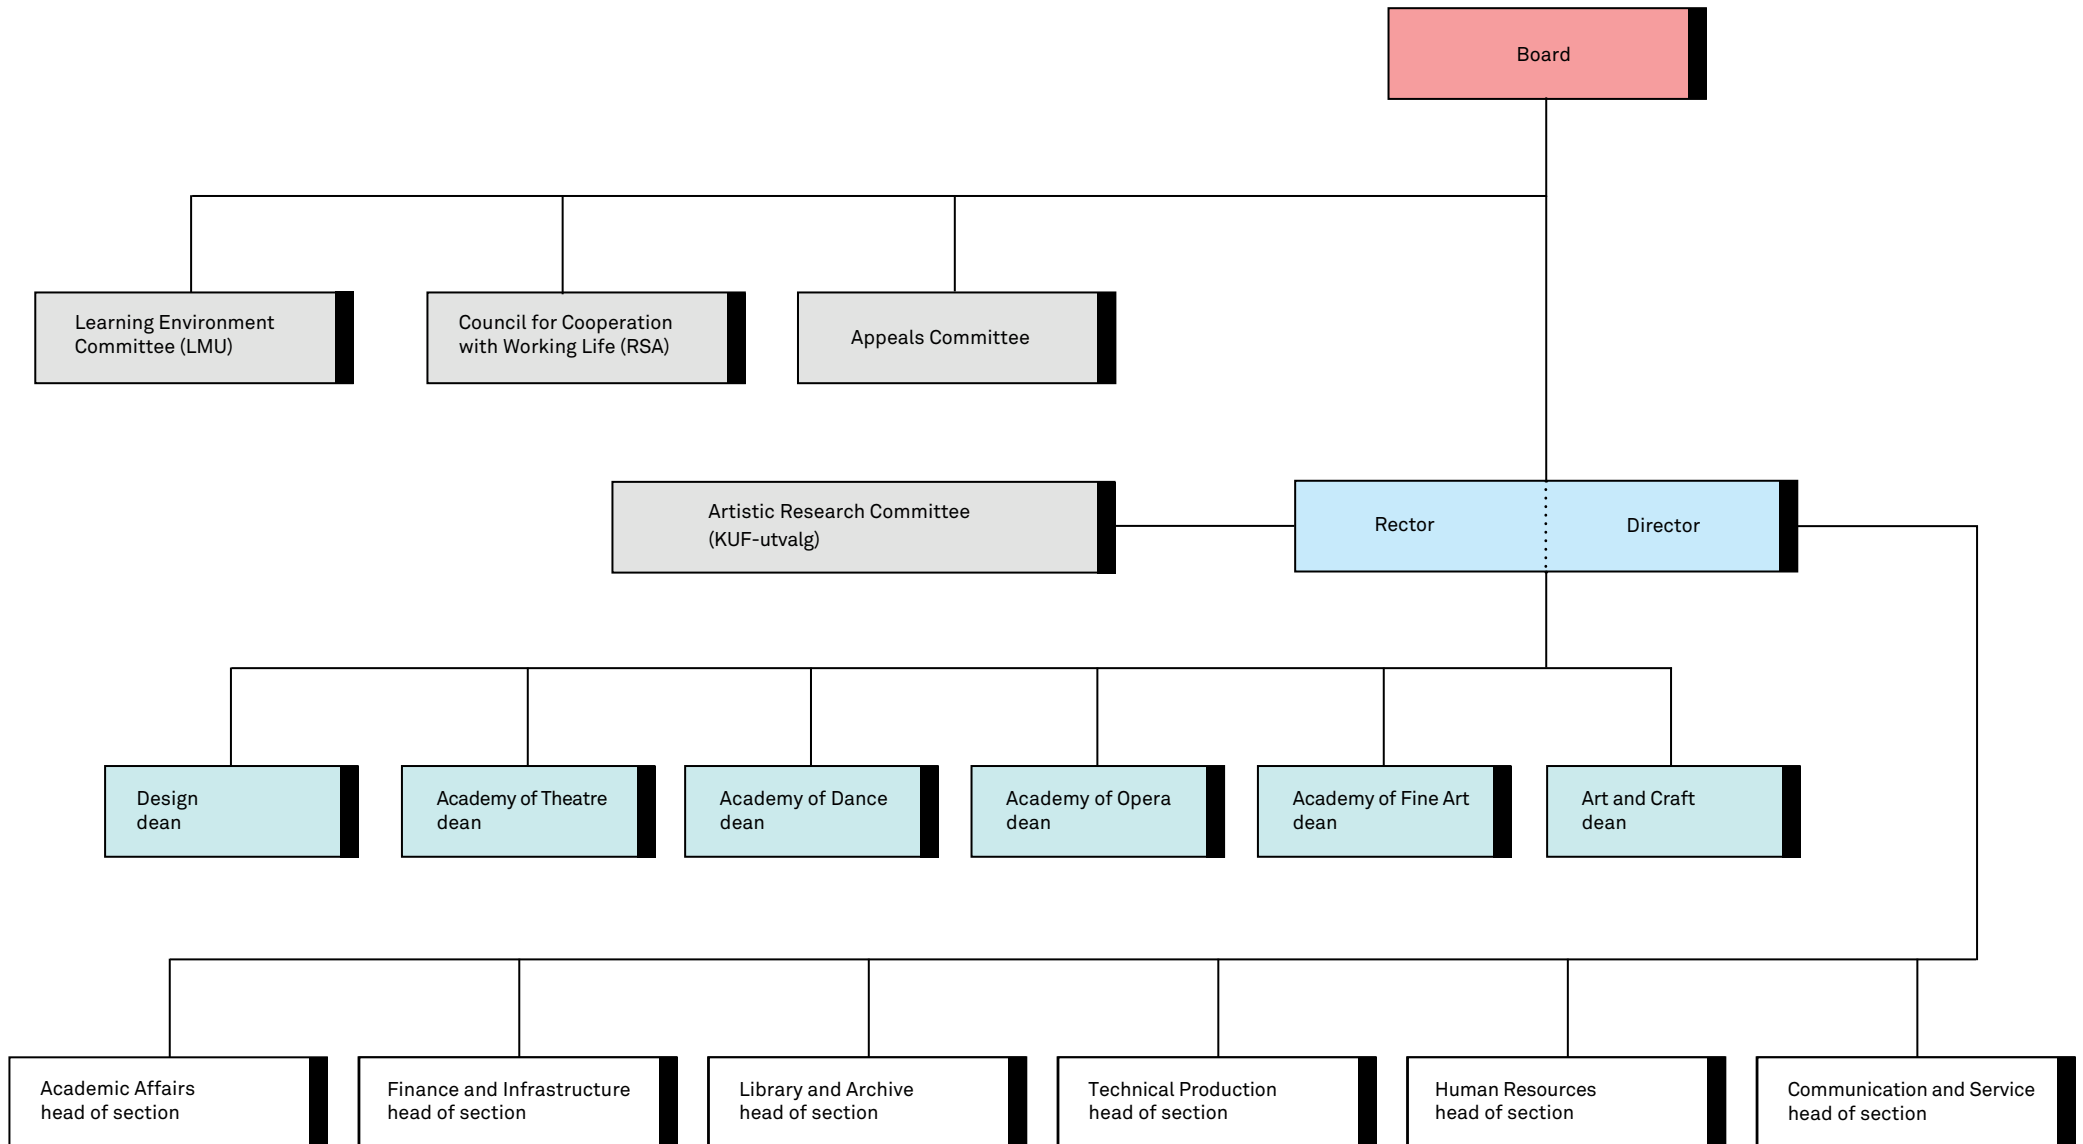 Board
Learning Environment
Committee (LMU)
Council for Cooperation
with Working Life (RSA)
Appeals Committee
Artistic Research Committee
(KUF-utvalg)
Rector
Director
Design
dean
Academy of Theatre
dean
Academy of Dance
dean
Academy of Opera
dean
Academy of Fine Art
dean
Art and Craft
dean
Academic Affairs
head of section
Finance and Infrastructure
head of section
Library and Archive
head of section
Technical Production
head of section
Human Resources
head of section
Communication and Service
head of section